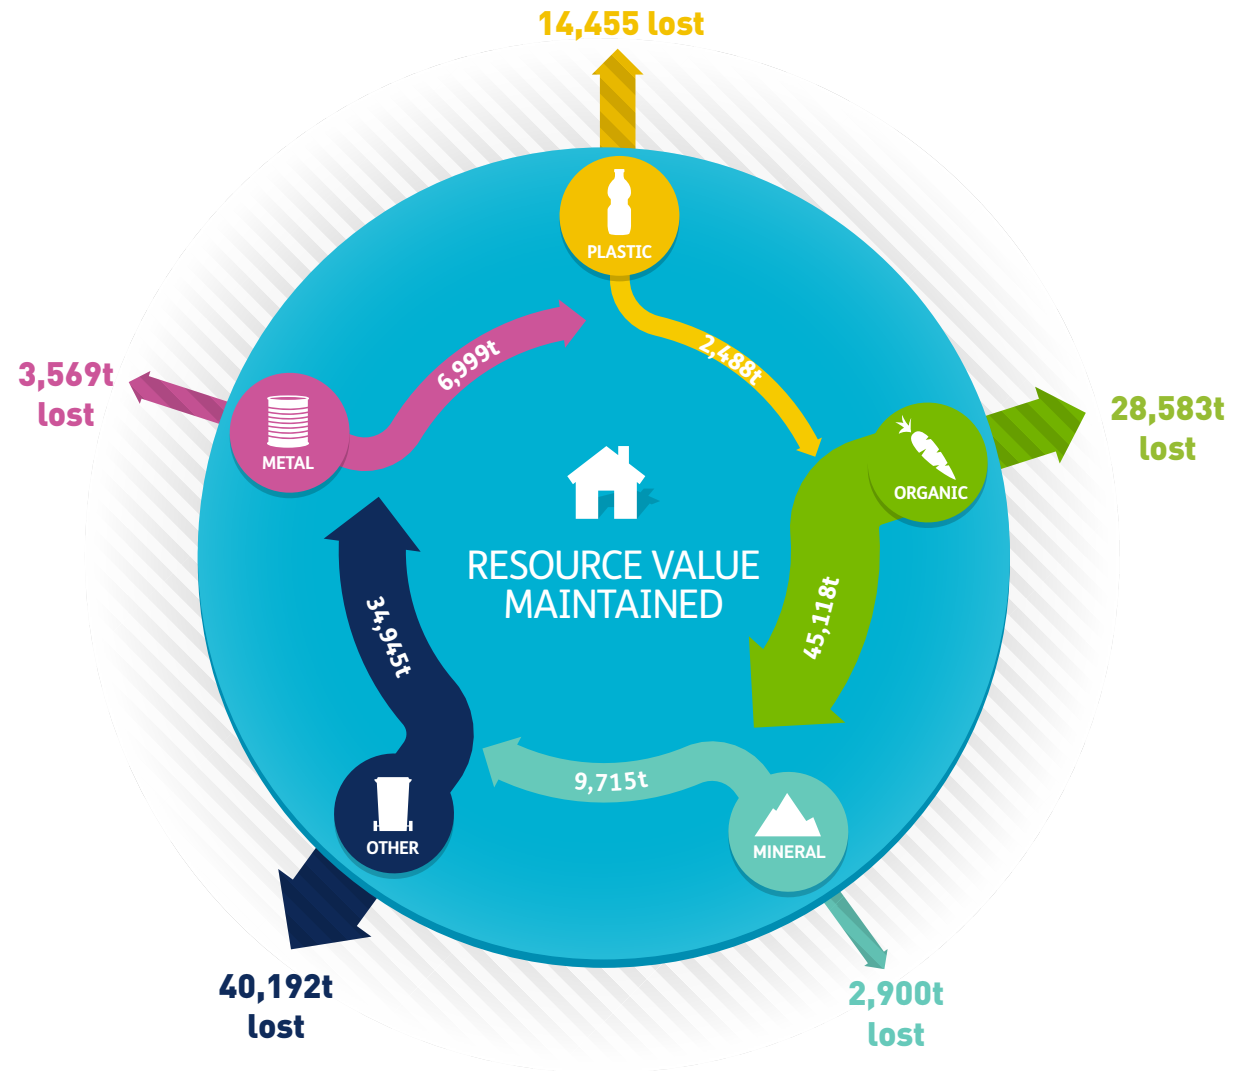 14,455 lost
PLASTIC
2,488t
6,999t
3,569t
lost
METAL
28,583t
lost
ORGANIC
RESOURCE VALUE
MAINTAINED
45,118t
34,945t
9,715t
OTHER
MINERAL
40,192t
lost
2,900t
lost